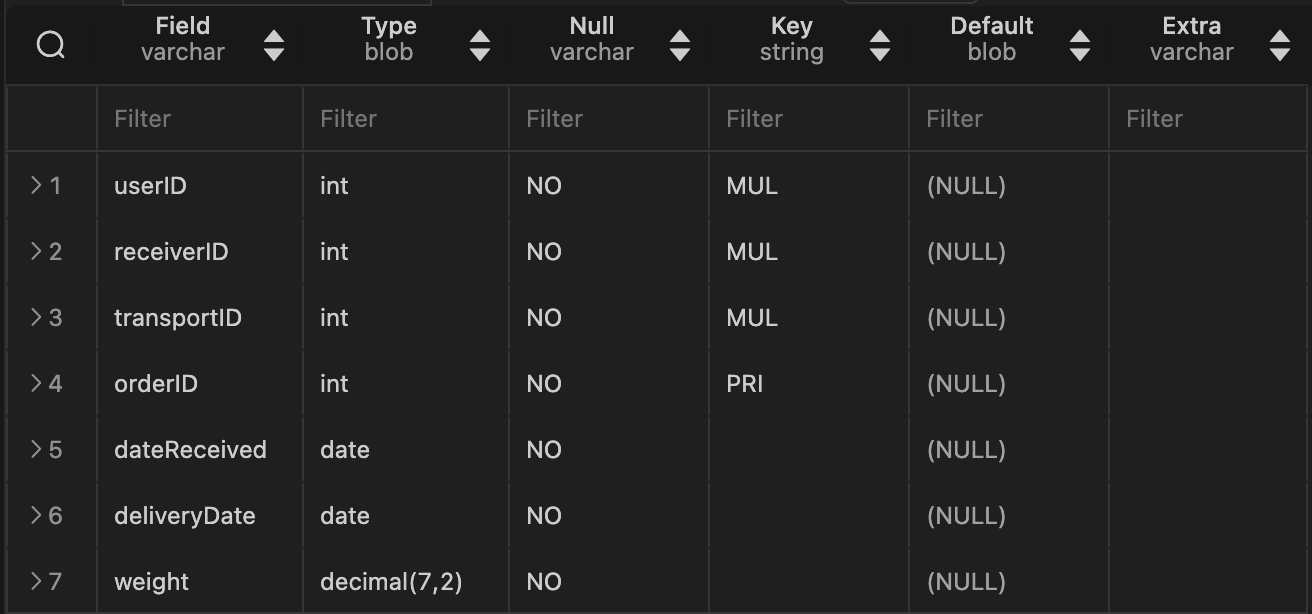 Field Type Null Key Default Extra
varchar blob varchar string blob varchar
Filter Filter Filter Filter Filter Filter
1 userID int NO MUL (NULL)
2 receiverID int NO MUL (NULL)
3 transportID int NO MUL (NULL)
4 orderID int NO PRI (NULL)
5 dateReceived date NO (NULL)
6 deliveryDate date NO (NULL)
7 weight decimal(7,2) NO (NULL)